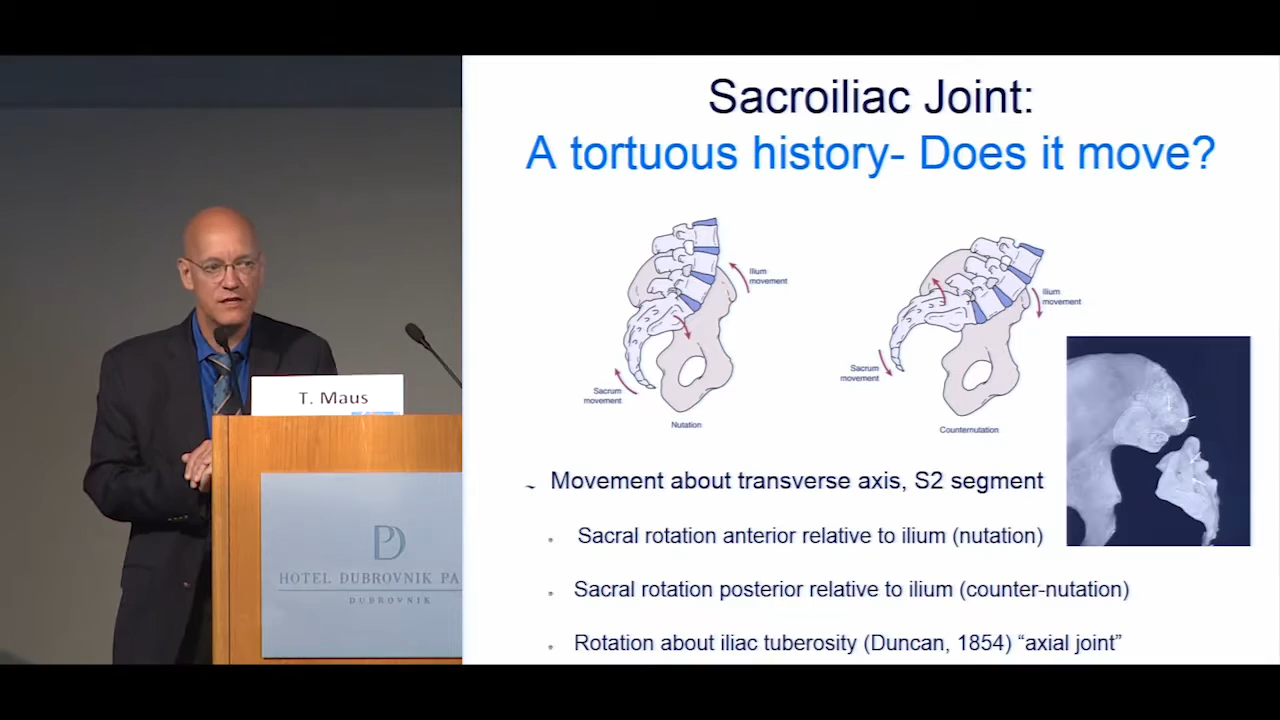 Sacroiliac Joint:
A tortuous history- Does it move?
Ilium
movement
Sacrum
movement
Nutation
Ilium
movement
Sacrum
movement
Counternutation
Movement about transverse axis, S2 segment
Sacral rotation anterior relative to ilium (nutation)
Sacral rotation posterior relative to ilium (counter-nutation)
Rotation about iliac tuberosity (Duncan, 1854) “axial joint”
T. Maus
HOTEL DUBROVNIK PA
DUBROVNIK